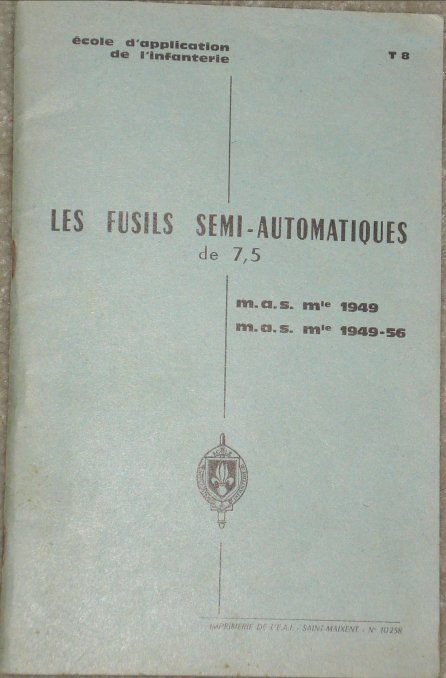 école d'application
de l'infanterie
T 8
LES FUSILS SEMI-AUTOMATIQUES
de 7,5
m.a.s. mle 1949
m.a.s. mle 1949-56
IMPRIMERIE DE L'E.A.I. - SAINT-MAIXENT - N° 10258